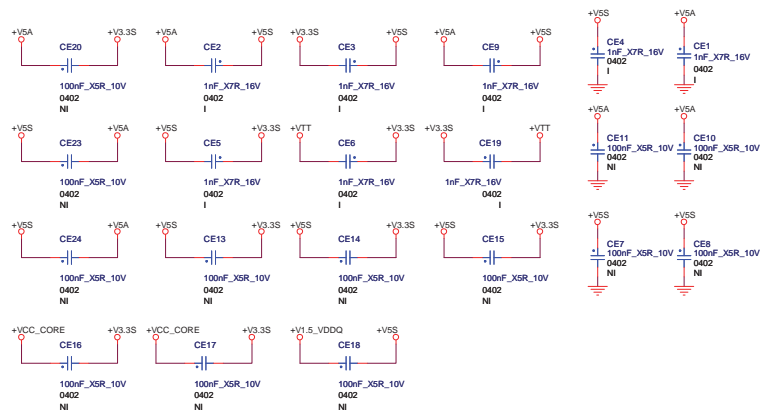 +V5A +V3.3S
CE20
100nF_X5R_10V
0402
NI
+V5A +V5S
CE2
1nF_X7R_16V
0402
I
+V3.3S +V5S
CE3
1nF_X7R_16V
0402
I
+V5A +V5S
CE9
1nF_X7R_16V
0402
I
+V5S
CE4
1nF_X7R_16V
0402
I
+V5A
CE1
1nF_X7R_16V
0402
I
+V5S +V5A
CE23
100nF_X5R_10V
0402
NI
+V5S +V3.3S
CE5
1nF_X7R_16V
0402
I
+VTT +V3.3S
CE6
1nF_X7R_16V
0402
I
+V3.3S +VTT
CE19
1nF_X7R_16V
0402
I
+V5A
CE11
100nF_X5R_10V
0402
NI
+V5A
CE10
100nF_X5R_10V
0402
NI
+V5S +V5A
CE24
100nF_X5R_10V
0402
NI
+V5S +V3.3S
CE13
100nF_X5R_10V
0402
NI
+V5S +V3.3S
CE14
100nF_X5R_10V
0402
NI
+V5S +V3.3S
CE15
100nF_X5R_10V
0402
NI
+V5S
CE7
100nF_X5R_10V
0402
NI
+V5S
CE8
100nF_X5R_10V
0402
NI
+VCC_CORE +V3.3S
CE16
100nF_X5R_10V
0402
NI
+VCC_CORE +V3.3S
CE17
100nF_X5R_10V
0402
NI
+V1.5_VDDQ +V5S
CE18
100nF_X5R_10V
0402
NI